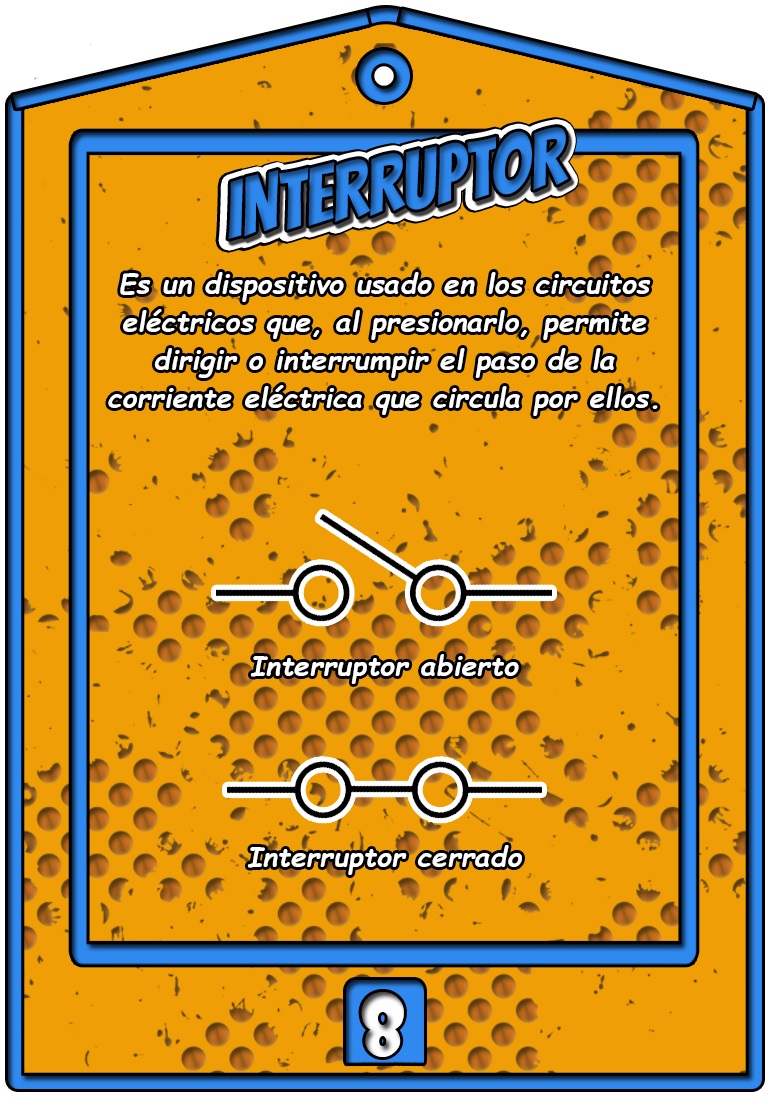 INTERRUPTOR
Es un dispositivo usado en los circuitos
eléctricos que, al presionarlo, permite
dirigir o interrumpir el paso de la
corriente eléctrica que circula por ellos.
Interruptor abierto
Interruptor cerrado
8